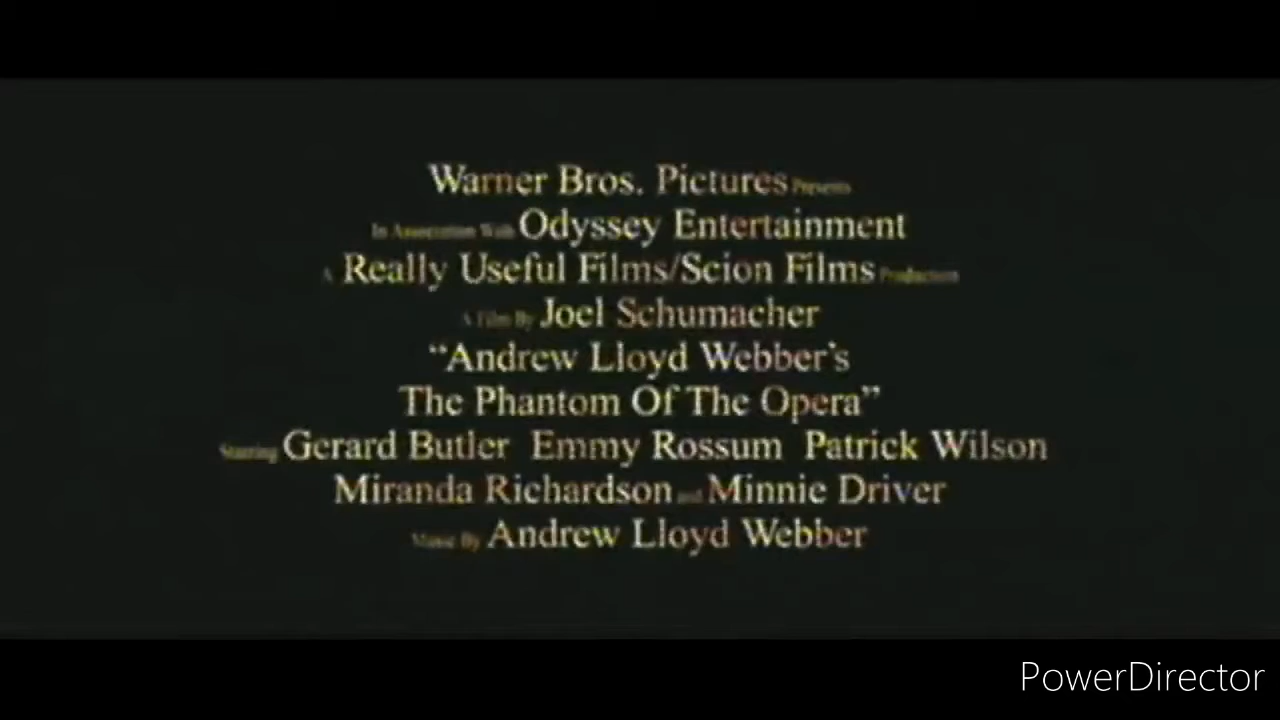 Warner Bros. Pictures Presents
In Association With Odyssey Entertainment
A Really Useful Films/Scion Films Production
A Film By Joel Schumacher
“Andrew Lloyd Webber’s
The Phantom Of The Opera”
Starring Gerard Butler Emmy Rossum Patrick Wilson
Miranda Richardson and Minnie Driver
Music By Andrew Lloyd Webber
PowerDirector